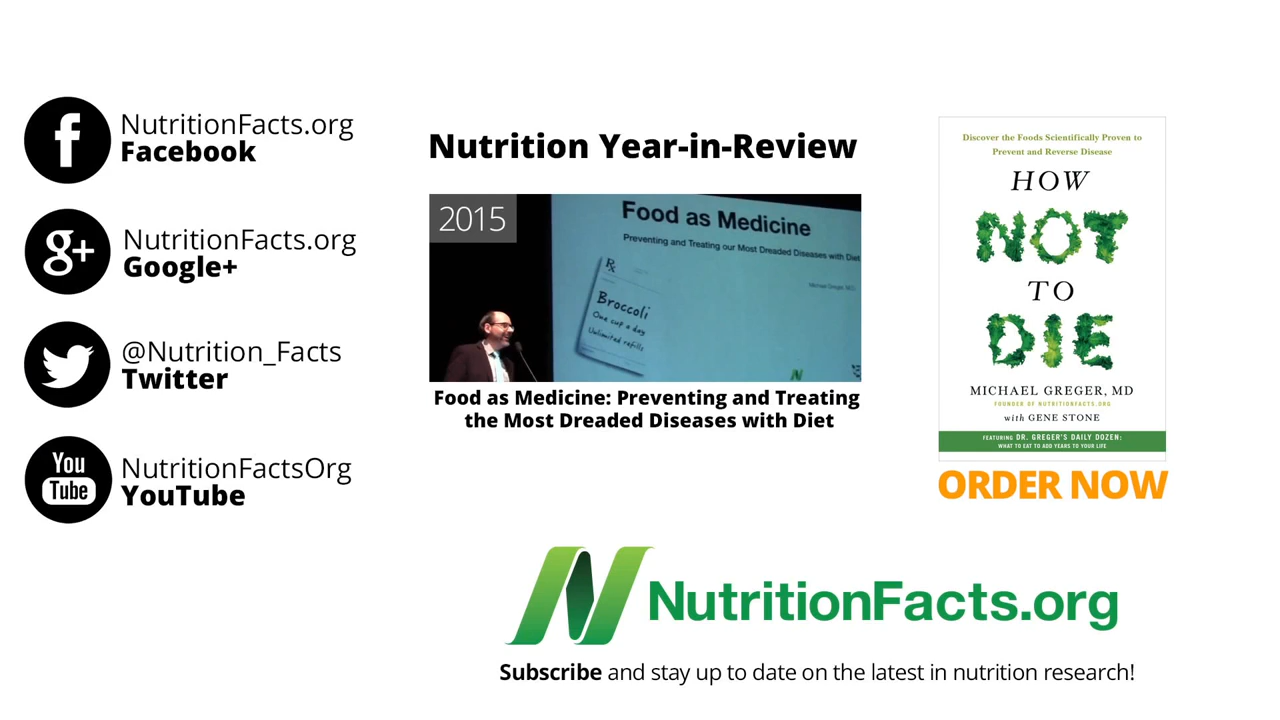 f
NutritionFacts.org
Facebook
g+
NutritionFacts.org
Google+
@Nutrition_Facts
Twitter
You
Tube
NutritionFactsOrg
YouTube
Nutrition Year-in-Review
2015
Food as Medicine
Preventing and Treating our Most Dreaded Diseases with Diet
Michael Greger, M.D.
Rx
Broccoli
One cup a day
Unlimited refills
Food as Medicine: Preventing and Treating
the Most Dreaded Diseases with Diet
Discover the Foods Scientifically Proven to
Prevent and Reverse Disease
HOW
NOT
TO
DIE
MICHAEL GREGER, MD
FOUNDER OF NUTRITIONFACTS.ORG
with GENE STONE
FEATURING DR. GREGER'S DAILY DOZEN:
WHAT TO EAT TO ADD YEARS TO YOUR LIFE
ORDER NOW
NutritionFacts.org
Subscribe and stay up to date on the latest in nutrition research!